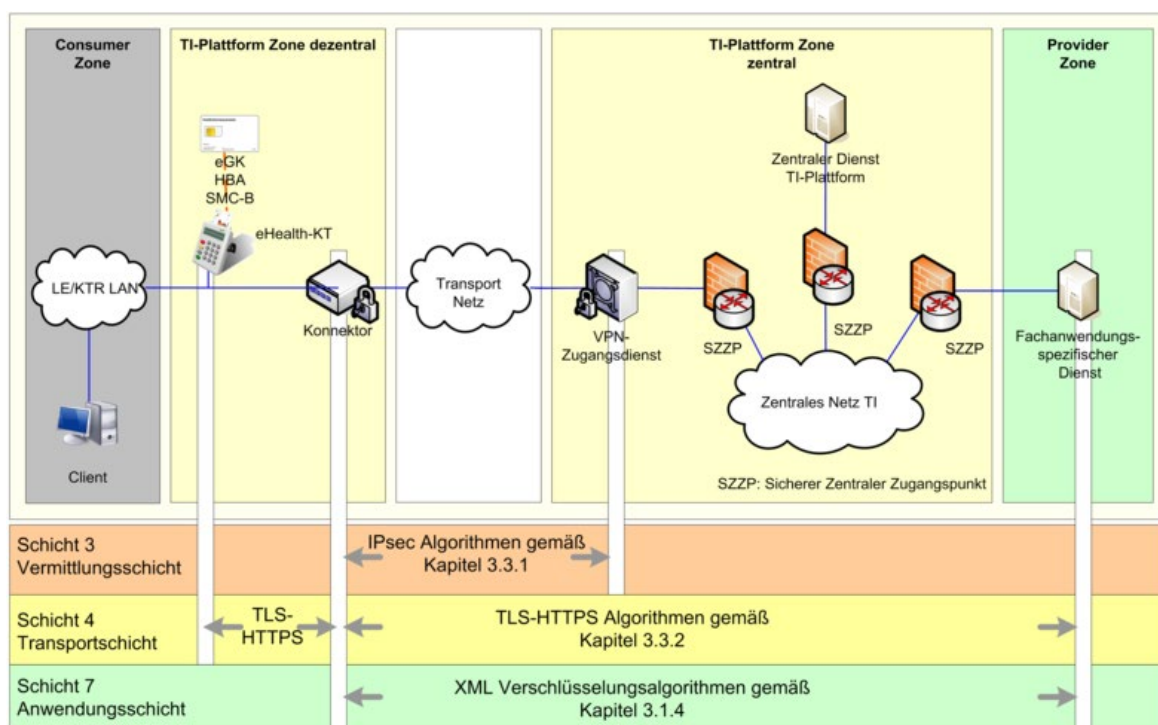 Consumer
Zone
TI-Plattform Zone dezentral
TI-Plattform Zone
zentral
Provider
Zone
eGK
HBA
SMC-B
eHealth-KT
Zentraler Dienst
TI-Plattform
LE/KTR LAN
Konnektor
Transport
Netz
VPN-
Zugangsdienst
SZZP
SZZP
SZZP
Fachanwendungs-
spezifischer
Dienst
Zentrales Netz TI
Client
SZZP: Sicherer Zentraler Zugangspunkt
Schicht 3
Vermittlungsschicht
IPsec Algorithmen gemäß
Kapitel 3.3.1
Schicht 4
Transportschicht
TLS-
HTTPS
TLS-HTTPS Algorithmen gemäß
Kapitel 3.3.2
Schicht 7
Anwendungsschicht
XML Verschlüsselungsalgorithmen gemäß
Kapitel 3.1.4